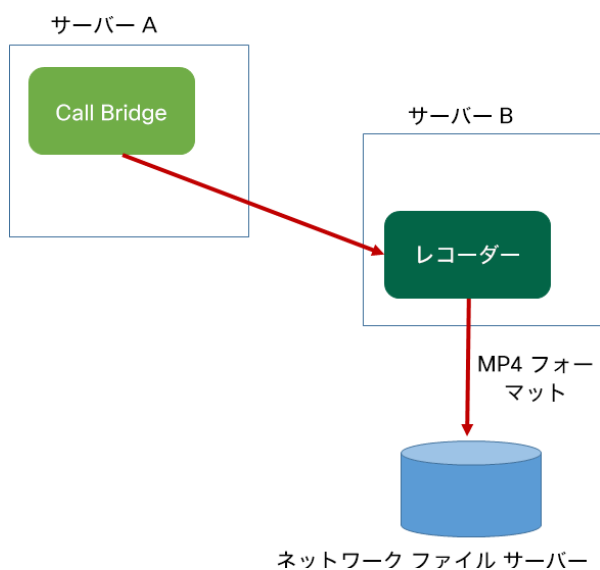 サーバー A
Call Bridge
サーバー B
レコーダー
MP4 フォー
マット
ネットワーク ファイル サーバー